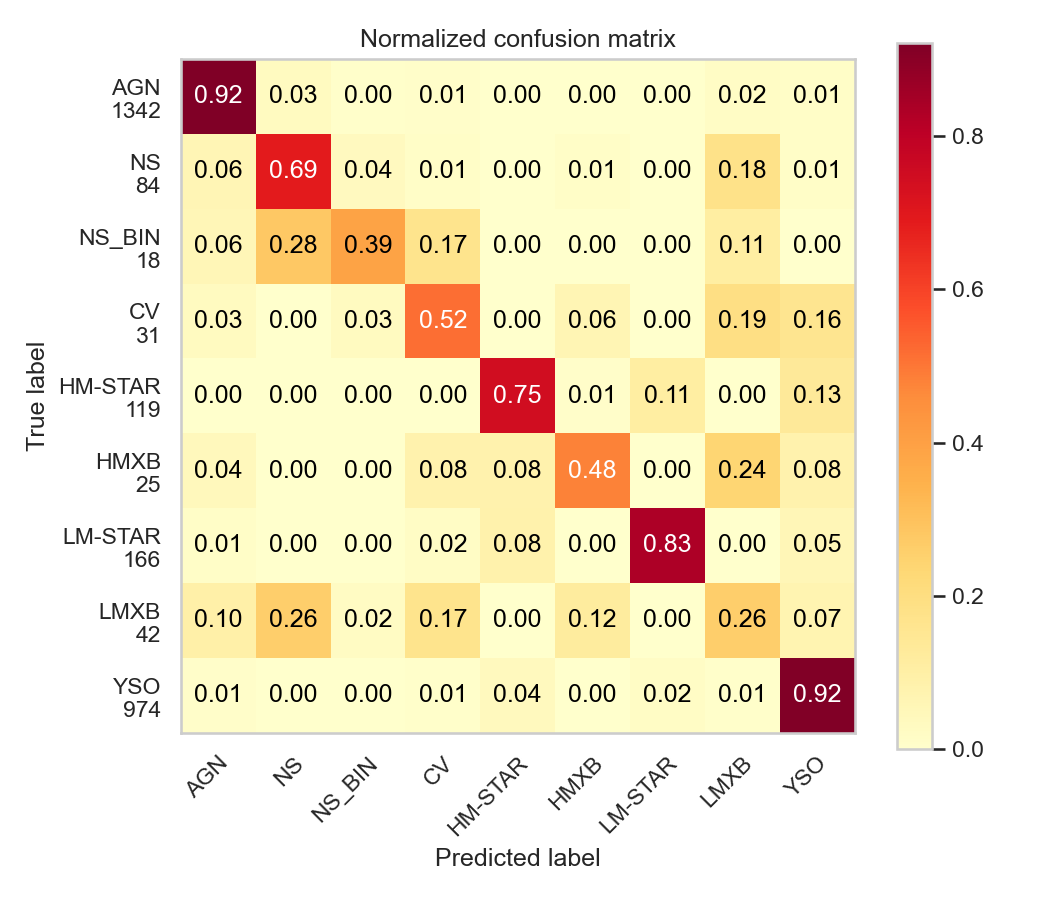 Normalized confusion matrix
AGN
1342
0.92 0.03 0.00 0.01 0.00 0.00 0.00 0.02 0.01
NS
84
0.06 0.69 0.04 0.01 0.00 0.01 0.00 0.18 0.01
NS_BIN
18
0.06 0.28 0.39 0.17 0.00 0.00 0.00 0.11 0.00
CV
31
0.03 0.00 0.03 0.52 0.00 0.06 0.00 0.19 0.16
HM-STAR
119
0.00 0.00 0.00 0.00 0.75 0.01 0.11 0.00 0.13
HMXB
25
0.04 0.00 0.00 0.08 0.08 0.48 0.00 0.24 0.08
LM-STAR
166
0.01 0.00 0.00 0.02 0.08 0.00 0.83 0.00 0.05
LMXB
42
0.10 0.26 0.02 0.17 0.00 0.12 0.00 0.26 0.07
YSO
974
0.01 0.00 0.00 0.01 0.04 0.00 0.02 0.01 0.92
True label
AGN NS NS_BIN CV HM-STAR HMXB LM-STAR LMXB YSO
Predicted label
0.8
0.6
0.4
0.2
0.0